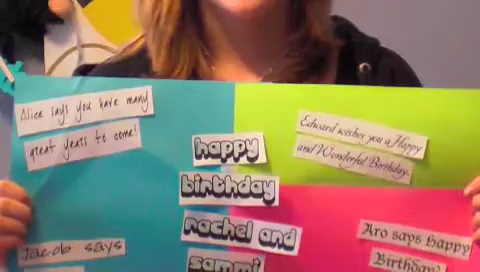 Alice says you have many
great years to come!
Edward wishes you a Happy
and Wonderful Birthday.
happy
birthday
rachel and
sammi
Jacob says
Aro says Happy
Birthday